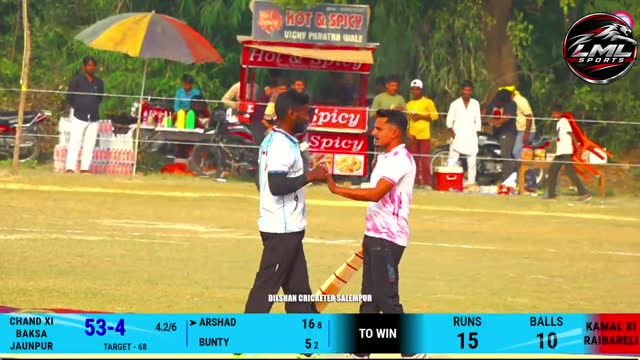 HOT & SPICY
VICKY PARATHA WALE
HOT & SPICY
Spicy
SPICY
LML
SPORTS
DILSHAN CRICKETER SALEMPUR
CHAND XI
BAKSA
JAUNPUR
53-4
4.2/6
TARGET - 68
ARSHAD 16 8
BUNTY 5 2
TO WIN
RUNS
15
BALLS
10
KAMAL XI
RAIBARELI